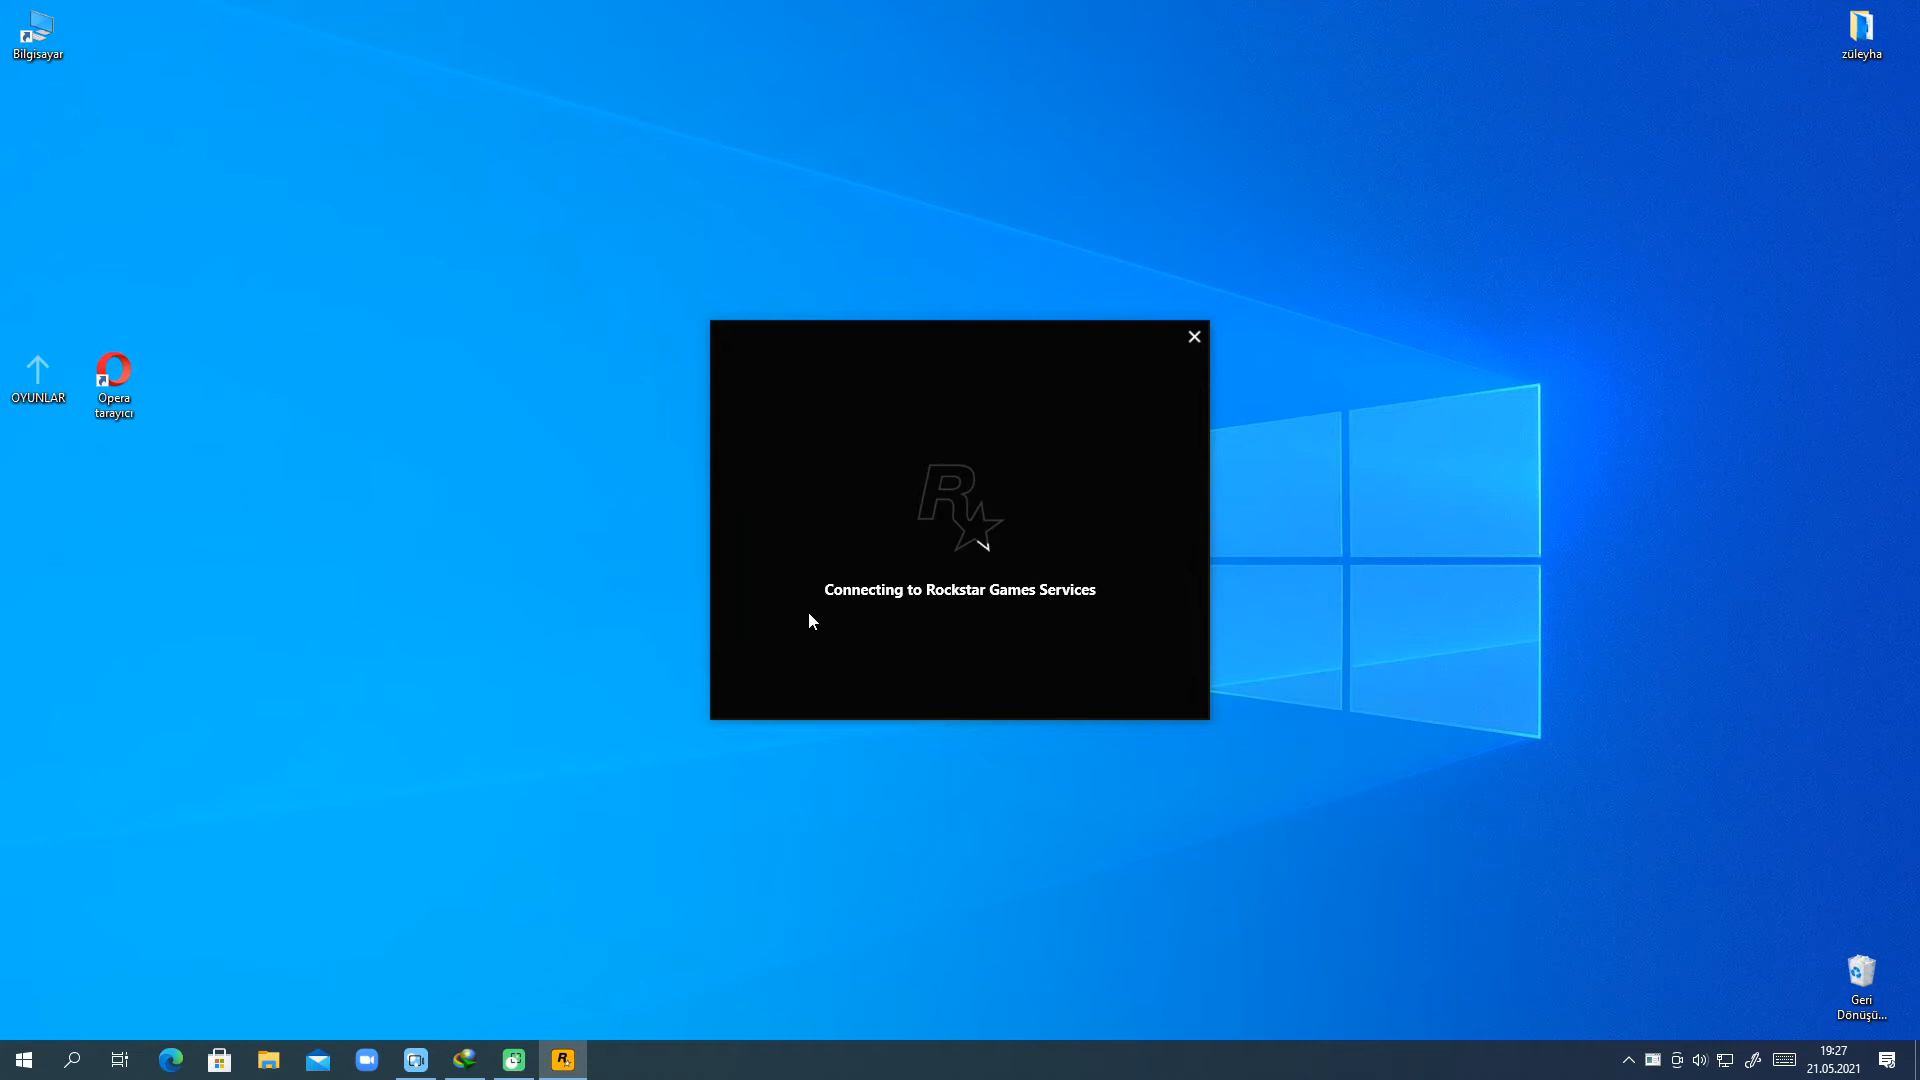 Bilgisayar
züleyha
OYUNLAR
Opera
tarayıcı
Connecting to Rockstar Games Services
Geri
Dönüşü...
19:27
21.05.2021